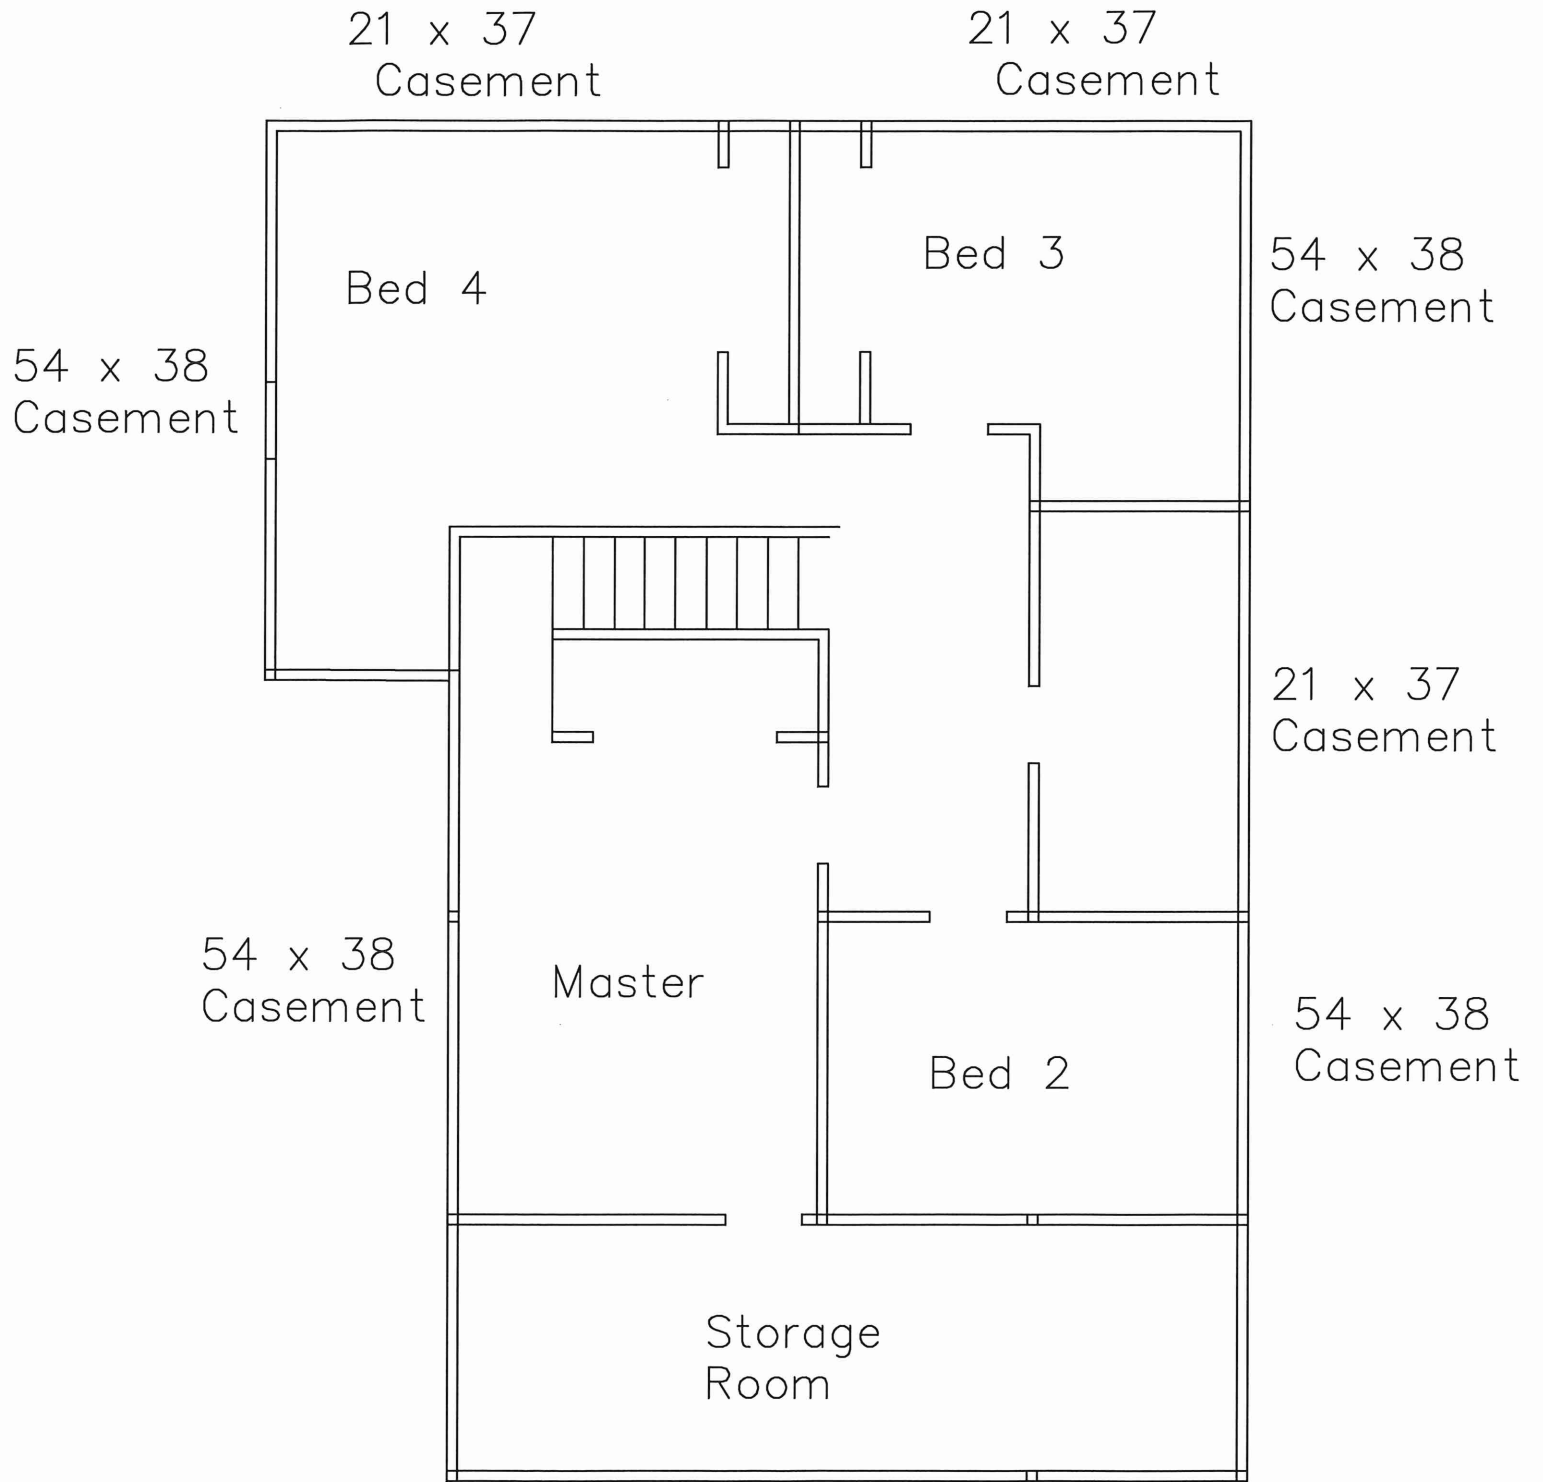 21 x 37
Casement
21 x 37
Casement
Bed 3
54 x 38
Casement
Bed 4
54 x 38
Casement
21 x 37
Casement
54 x 38
Casement
Master
54 x 38
Casement
Bed 2
Storage
Room